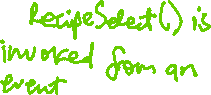 RecipeSelect() is
invoked from an
event